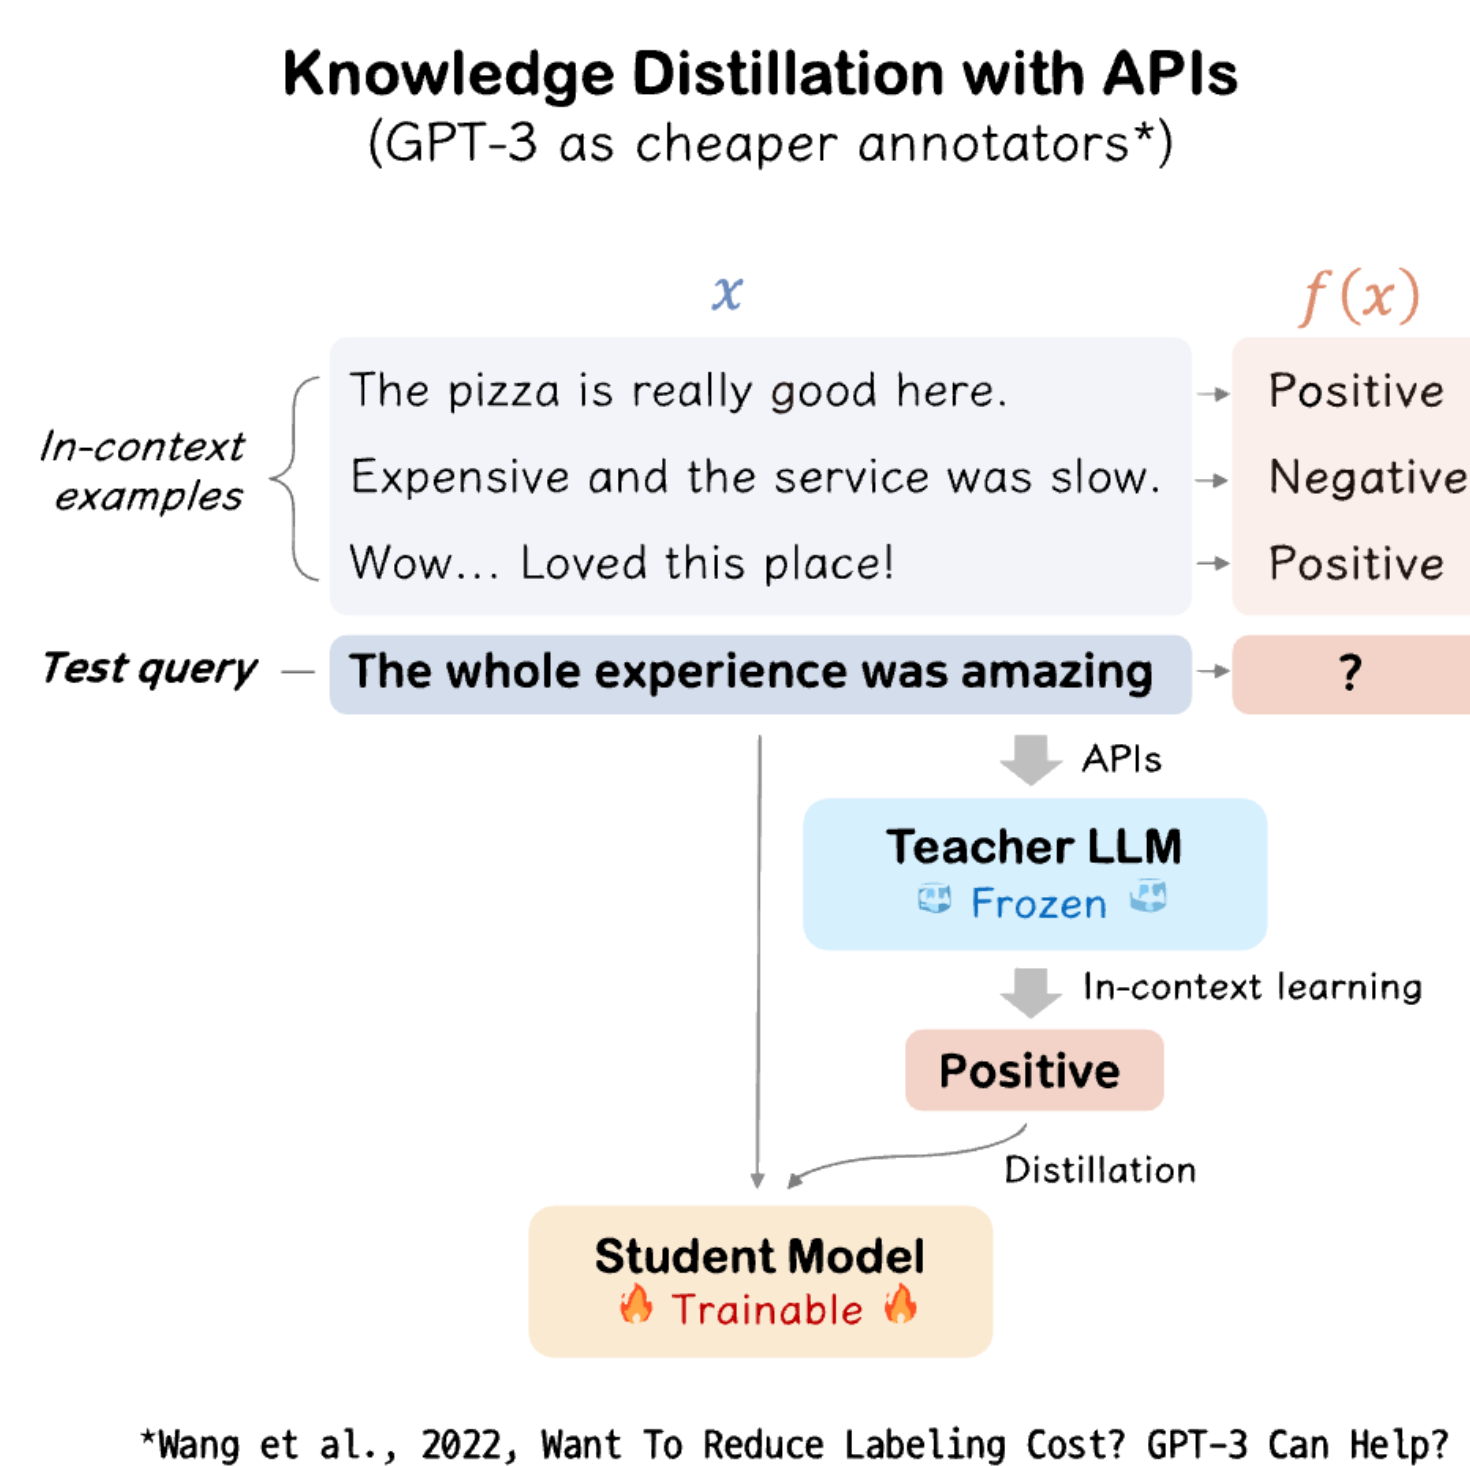 Knowledge Distillation with APIs
(GPT-3 as cheaper annotators*)
x
f(x)
In-context
examples
The pizza is really good here.
Positive
Expensive and the service was slow.
Negative
Wow... Loved this place!
Positive
Test query
The whole experience was amazing
?
APIs
Teacher LLM
Frozen
In-context learning
Positive
Distillation
Student Model
Trainable
*Wang et al., 2022, Want To Reduce Labeling Cost? GPT-3 Can Help?